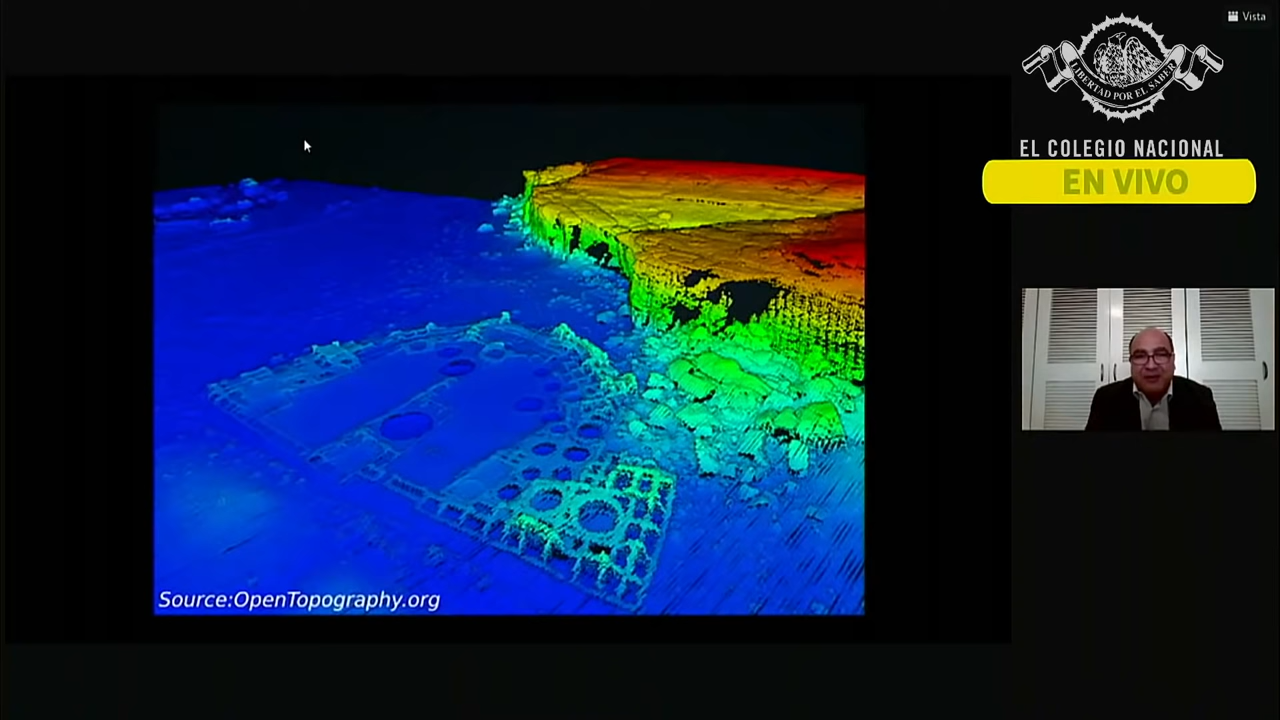 Vista
LIBERTAD POR EL SABER
EL COLEGIO NACIONAL
EN VIVO
Source:OpenTopography.org